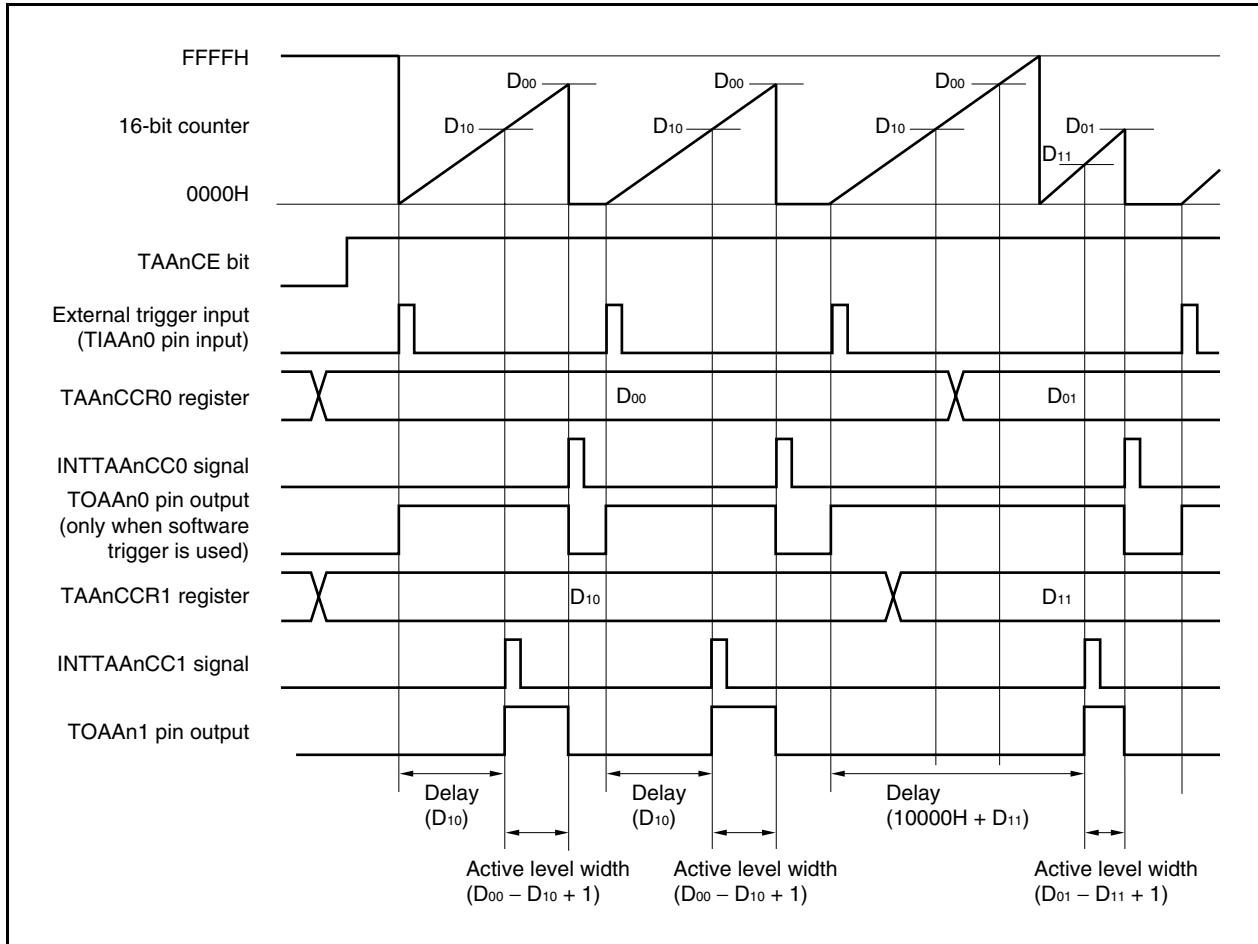 FFFFH
16-bit counter
0000H
D10
D00
D10
D00
D10
D00
D11
D01
TAAnCE bit
External trigger input
(TIAAn0 pin input)
TAAnCCR0 register
D00
D01
INTTAAnCC0 signal
TOAAn0 pin output
(only when software
trigger is used)
TAAnCCR1 register
D10
D11
INTTAAnCC1 signal
TOAAn1 pin output
Delay
(D10)
Delay
(D10)
Delay
(10000H + D11)
Active level width
(D00 − D10 + 1)
Active level width
(D00 − D10 + 1)
Active level width
(D01 − D11 + 1)